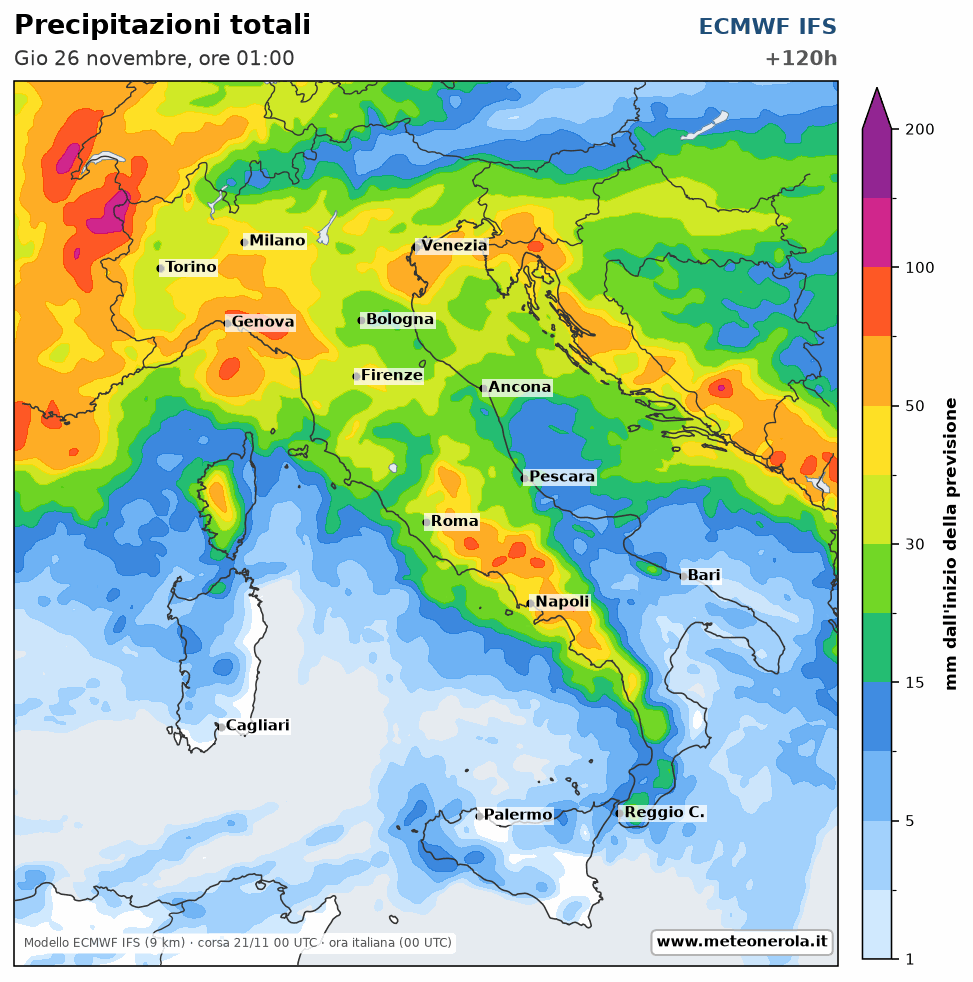 Precipitazioni totali
ECMWF IFS
Gio 26 novembre, ore 01:00
+120h
200
Milano
Venezia
Torino
100
Genova
Bologna
Firenze
Ancona
50
Pescara
Roma
30
Bari
Napoli
15
Cagliari
Reggio C.
Palermo
5
mm dall'inizio della previsione
Modello ECMWF IFS (9 km) · corsa 21/11 00 UTC · ora italiana (00 UTC)
www.meteonerola.it
1